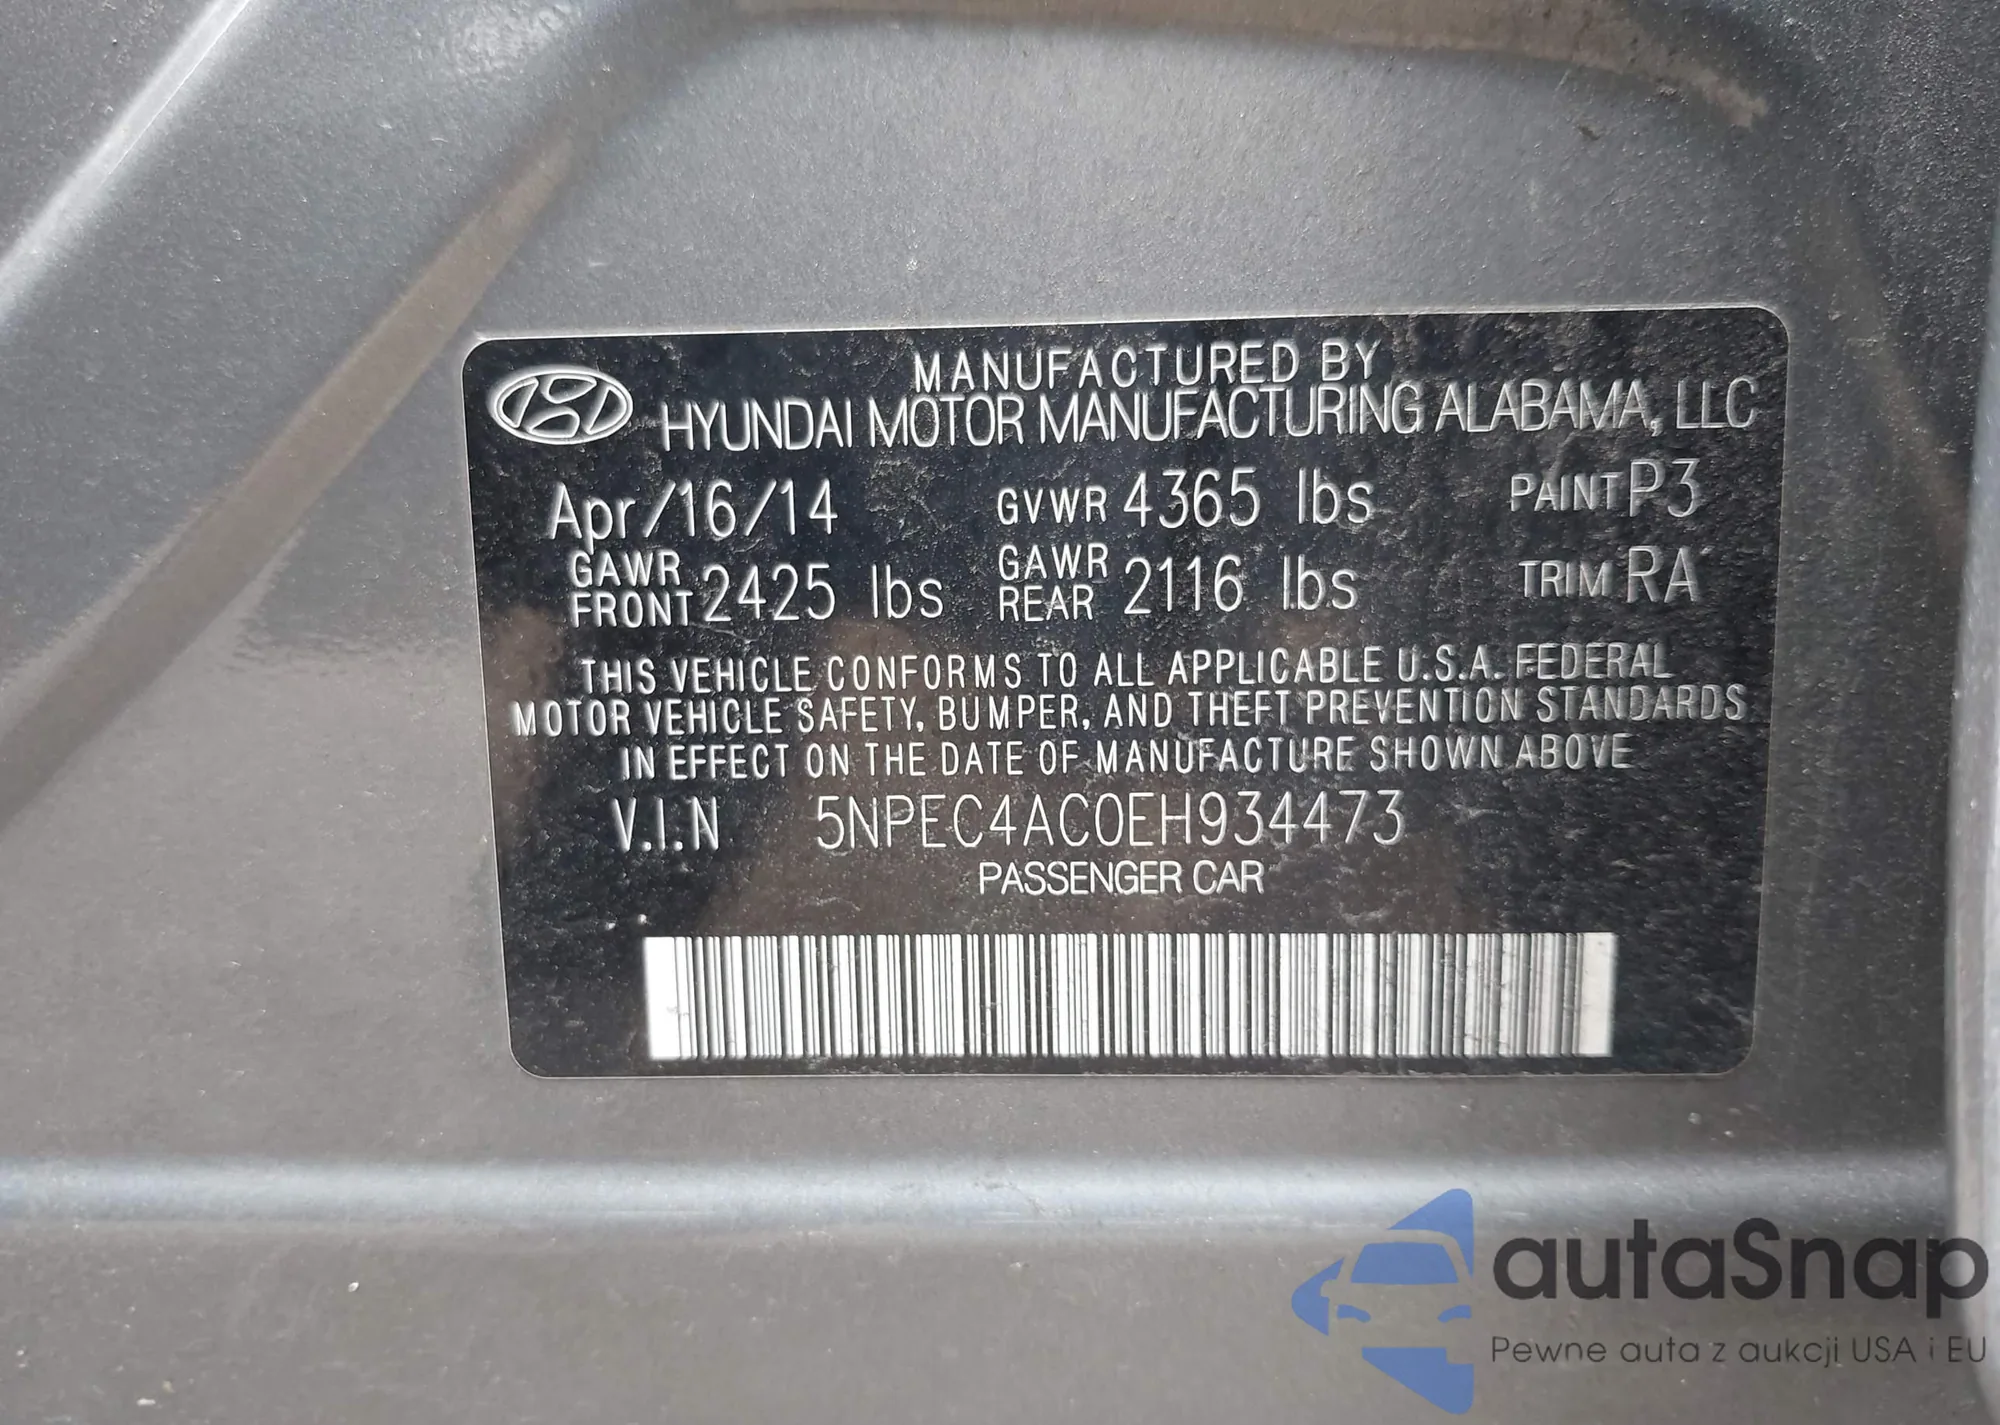 MANUFACTURED BY
HYUNDAI MOTOR MANUFACTURING ALABAMA, LLC
Apr/16/14 GVWR 4365 lbs PAINT P3
GAWR FRONT 2425 lbs GAWR REAR 2116 lbs TRIM RA
THIS VEHICLE CONFORMS TO ALL APPLICABLE U.S.A. FEDERAL
MOTOR VEHICLE SAFETY, BUMPER, AND THEFT PREVENTION STANDARDS
IN EFFECT ON THE DATE OF MANUFACTURE SHOWN ABOVE
V.I.N 5NPEC4AC0EH934473
PASSENGER CAR
autaSnap
Pewne auta z aukcji USA i EU